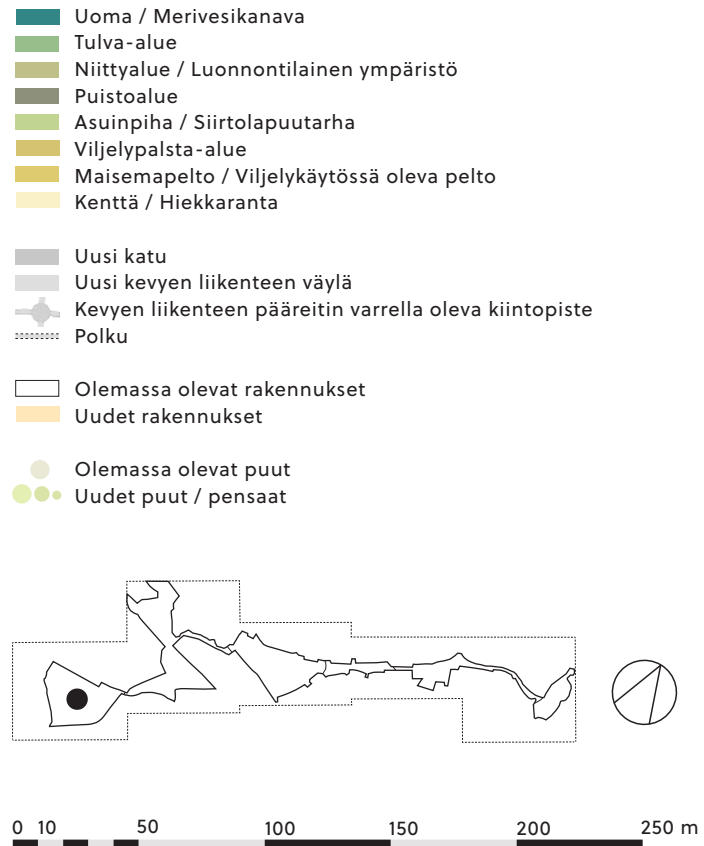 Uoma / Merivesikanava
Tulva-alue
Niittyalue / Luonnontilainen ympäristö
Puistoalue
Asuinpiha / Siirtolapuutarha
Viljelypalsta-alue
Maisemapelto / Viljelykäytössä oleva pelto
Kenttä / Hiekkaranta
Uusi katu
Uusi kevyen liikenteen väylä
Kevyen liikenteen pääreitin varrella oleva kiintopiste
Polku
Olemassa olevat rakennukset
Uudet rakennukset
Olemassa olevat puut
Uudet puut / pensaat
0 10 50 100 150 200 250 m